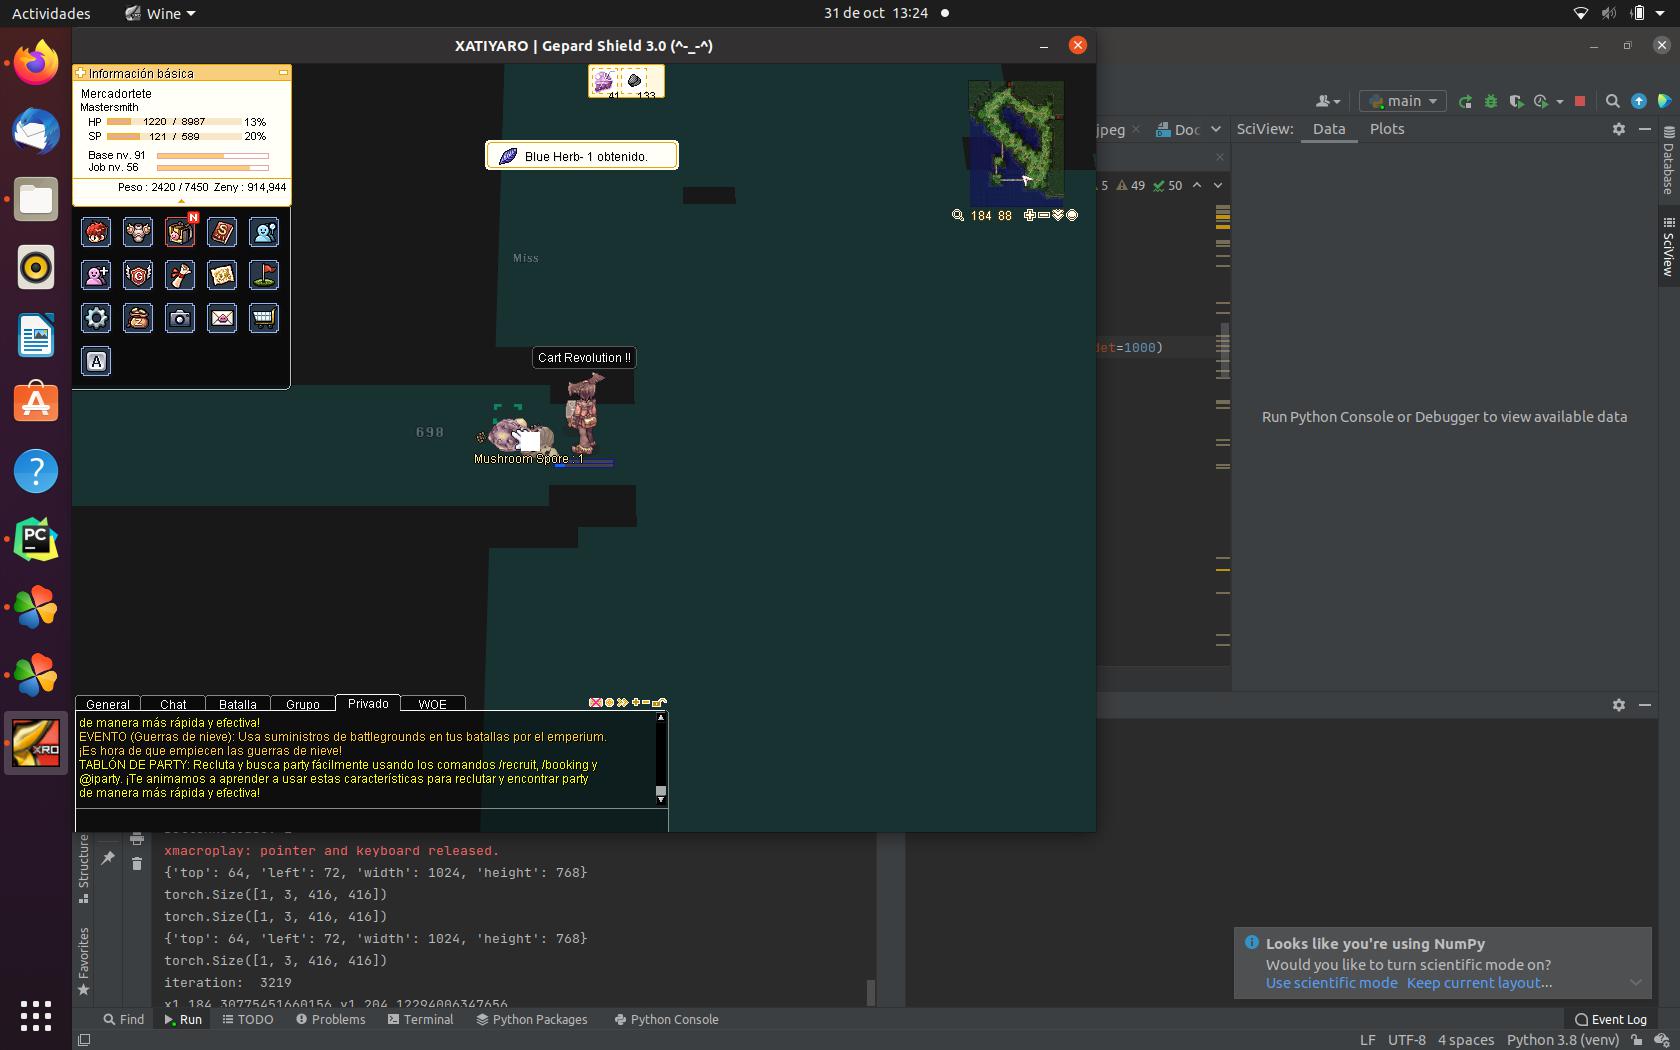 Actividades
Wine
31 de oct 13:24
XATIYARO | Gepard Shield 3.0 (^-_-^)
Información básica
Mercadortete
Mastersmith
HP 1220 / 8987 13%
SP 121 / 589 20%
Base nv. 91
Job nv. 56
Peso : 2420 / 7450 Zeny : 914,944
N
A
41 133
Blue Herb- 1 obtenido.
184 88
Miss
Cart Revolution !!
698
Mushroom Spore : 1
General Chat Batalla Grupo Privado WOE
de manera más rápida y efectiva!
EVENTO (Guerras de nieve): Usa suministros de battlegrounds en tus batallas por el emperium.
¡Es hora de que empiecen las guerras de nieve!
TABLÓN DE PARTY: Recluta y busca party fácilmente usando los comandos /recruit, /booking y
@iparty. ¡Te animamos a aprender a usar estas características para reclutar y encontrar party
de manera más rápida y efectiva!
main
jpeg
Doc
SciView: Data Plots
5 49 50
det=1000)
Run Python Console or Debugger to view available data
Database
SciView
PC
XRO
Structure
Favorites
xmacroplay: pointer and keyboard released.
{'top': 64, 'left': 72, 'width': 1024, 'height': 768}
torch.Size([1, 3, 416, 416])
torch.Size([1, 3, 416, 416])
{'top': 64, 'left': 72, 'width': 1024, 'height': 768}
torch.Size([1, 3, 416, 416])
iteration: 3219
x1 184.30775451660156 y1 204.12294006347656
Looks like you're using NumPy
Would you like to turn scientific mode on?
Use scientific mode Keep current layout...
Find Run TODO Problems Terminal Python Packages Python Console
Event Log
LF UTF-8 4 spaces Python 3.8 (venv)